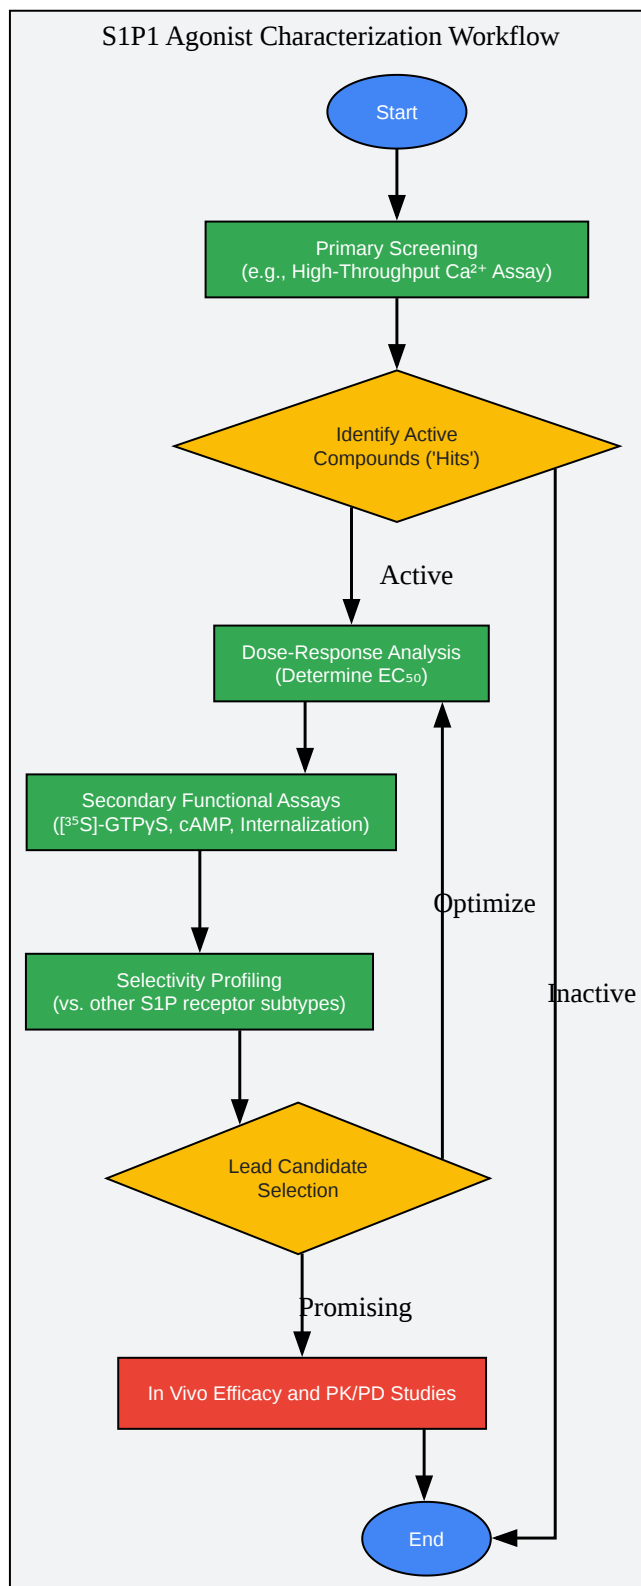 S1P1 Agonist Characterization Workflow
Start
Primary Screening
(e.g., High-Throughput Ca²⁺ Assay)
Identify Active
Compounds ('Hits')
Active
Dose-Response Analysis
(Determine EC₅₀)
Secondary Functional Assays
([³⁵S]-GTPγS, cAMP, Internalization)
Optimize
Selectivity Profiling
(vs. other S1P receptor subtypes)
Inactive
Lead Candidate
Selection
Promising
In Vivo Efficacy and PK/PD Studies
End